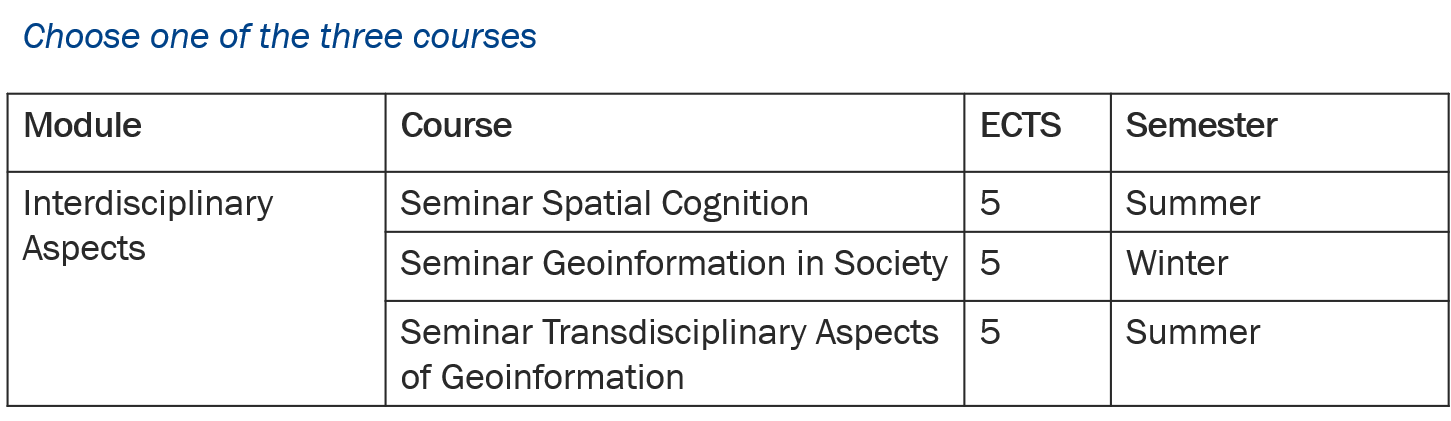 Choose one of the three courses
Module Course ECTS Semester
Interdisciplinary Aspects Seminar Spatial Cognition 5 Summer
Seminar Geoinformation in Society 5 Winter
Seminar Transdisciplinary Aspects of Geoinformation 5 Summer